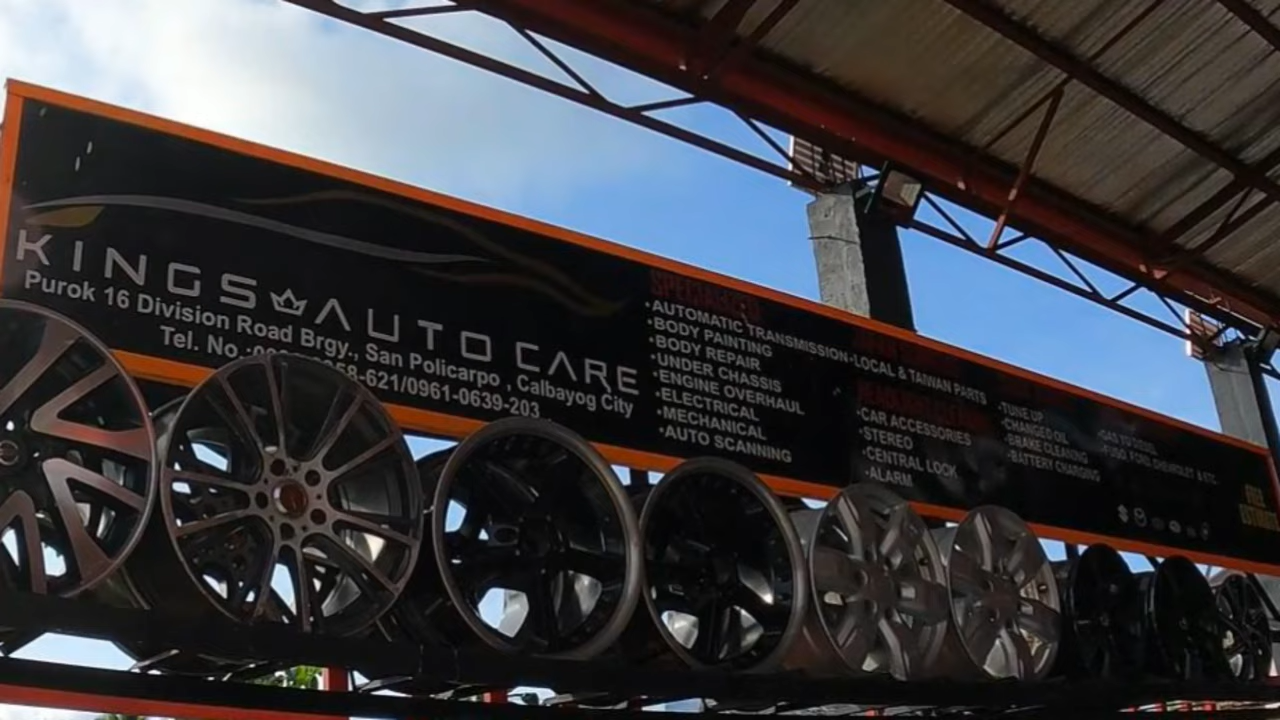 KINGS AUTO CARE
Purok 16 Division Road Brgy., San Policarpo , Calbayog City
Tel. No.: 58-621/0961-0639-203
•AUTOMATIC TRANSMISSION
•BODY PAINTING
•BODY REPAIR
•UNDER CHASSIS
•ENGINE OVERHAUL
•ELECTRICAL
•MECHANICAL
•AUTO SCANNING
•LOCAL & TAIWAN PARTS
•CAR ACCESSORIES
•STEREO
•CENTRAL LOCK
•ALARM
•TUNE UP
•CHANGED OIL
•BRAKE CLEANING
•BATTERY CHARGING